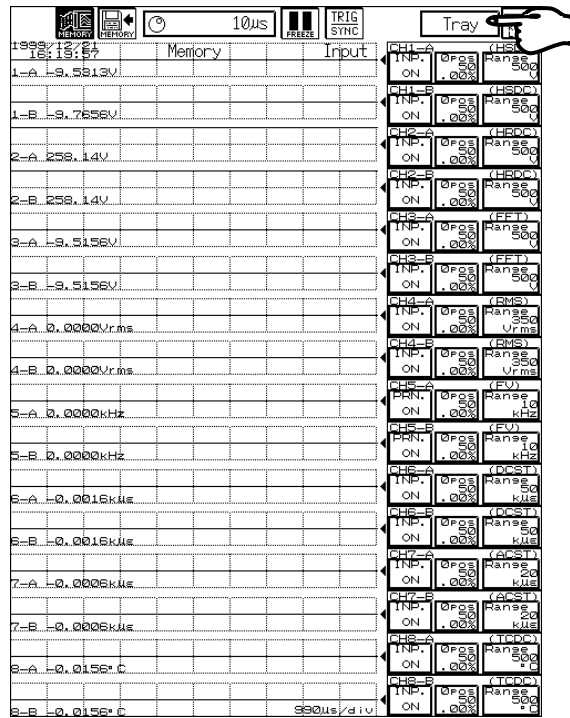 MEMORY MEMORY 10µs FREEZE TRIG SYNC Tray
1999/12/21
16:19:57 Memory Input
1-A -9.5313V
CH1-A (HSDC)
INP. ON 0pos 50.00% Range 500 V
1-B -9.7656V
CH1-B (HSDC)
INP. ON 0pos 50.00% Range 500 V
2-A 258.14V
CH2-A (HRDC)
INP. ON 0pos 50.00% Range 500 V
2-B 258.14V
CH2-B (HRDC)
INP. ON 0pos 50.00% Range 500 V
3-A -9.5156V
CH3-A (FFT)
INP. ON 0pos 50.00% Range 500 V
3-B -9.5156V
CH3-B (FFT)
INP. ON 0pos 50.00% Range 500 V
4-A 0.0000Vrms
CH4-A (RMS)
INP. ON 0pos 50.00% Range 350 Vrms
4-B 0.0000Vrms
CH4-B (RMS)
INP. ON 0pos 50.00% Range 350 Vrms
5-A 0.0000kHz
CH5-A (FV)
PRN. ON 0pos 50.00% Range 10 kHz
5-B 0.0000kHz
CH5-B (FV)
PRN. ON 0pos 50.00% Range 10 kHz
6-A -0.0016kµε
CH6-A (DCST)
INP. ON 0pos 50.00% Range 50 kµε
6-B -0.0016kµε
CH6-B (DCST)
INP. ON 0pos 50.00% Range 50 kµε
7-A -0.0006kµε
CH7-A (ACST)
INP. ON 0pos 50.00% Range 20 kµε
7-B -0.0006kµε
CH7-B (ACST)
INP. ON 0pos 50.00% Range 20 kµε
8-A -0.0156°C
CH8-A (TCDC)
INP. ON 0pos 50.00% Range 500 °C
8-B -0.0156°C 990µs/div
CH8-B (TCDC)
INP. ON 0pos 50.00% Range 500 °C